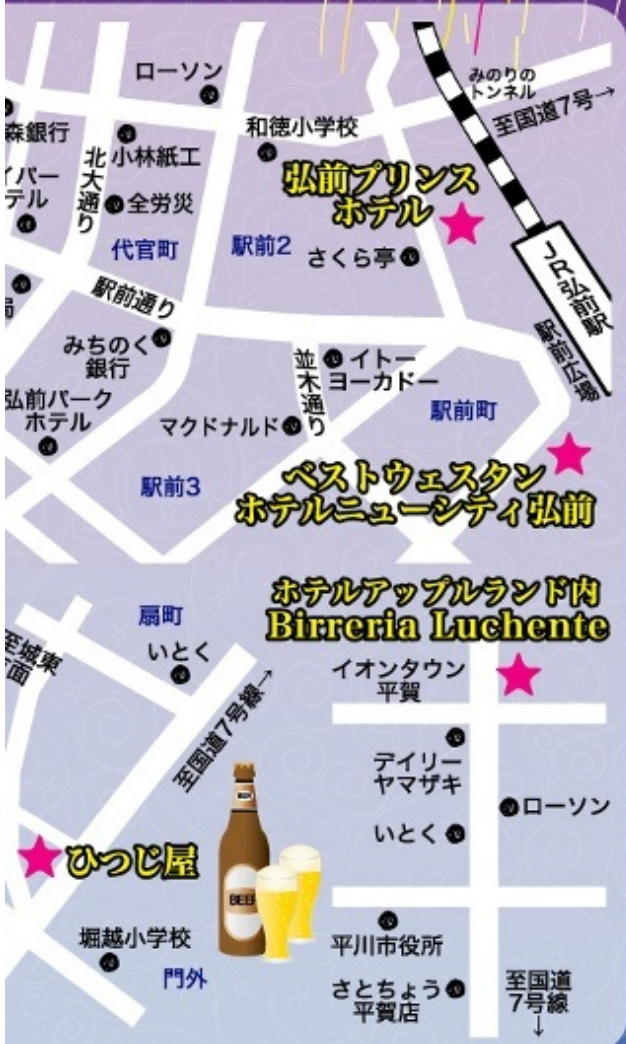 ローソン
みのりの
トンネル
至国道7号→
和徳小学校
森銀行
小林紙工
北大通り
全労災
弘前プリンス
ホテル
テル
代官町
駅前2
さくら亭
JR弘前駅
駅前広場
駅前通り
みちのく
銀行
並木通り
イトー
ヨーカドー
弘前パーク
ホテル
マクドナルド
駅前町
駅前3
ベストウェスタン
ホテルニューシティ弘前
ホテルアップルランド内
Birreria Luchente
扇町
至城東
いとく
至国道7号線→
イオンタウン
平賀
デイリー
ヤマザキ
ローソン
いとく
BEER
ひつじ屋
堀越小学校
門外
平川市役所
さとちょう
平賀店
至国道
7号線
↓